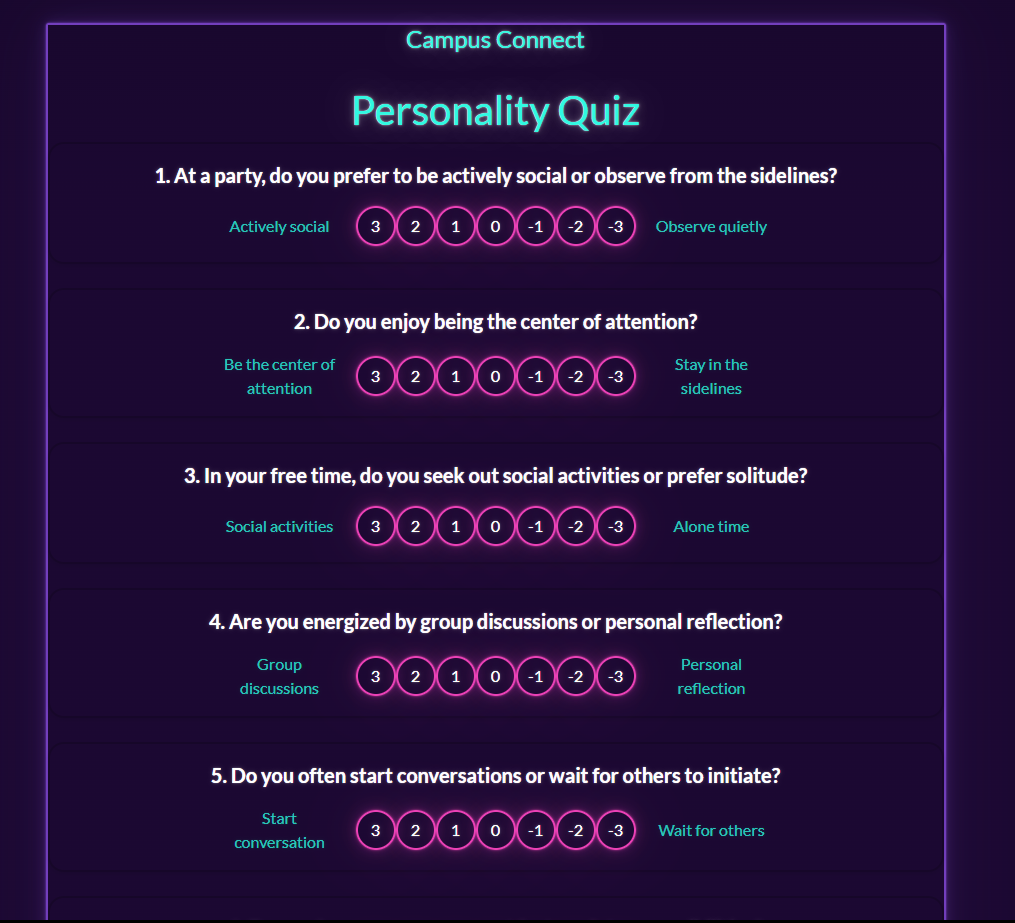 Campus Connect
Personality Quiz
1. At a party, do you prefer to be actively social or observe from the sidelines?
Actively social 3 2 1 0 -1 -2 -3 Observe quietly
2. Do you enjoy being the center of attention?
Be the center of
attention
3 2 1 0 -1 -2 -3
Stay in the
sidelines
3. In your free time, do you seek out social activities or prefer solitude?
Social activities 3 2 1 0 -1 -2 -3 Alone time
4. Are you energized by group discussions or personal reflection?
Group
discussions
3 2 1 0 -1 -2 -3
Personal
reflection
5. Do you often start conversations or wait for others to initiate?
Start
conversation
3 2 1 0 -1 -2 -3
Wait for others